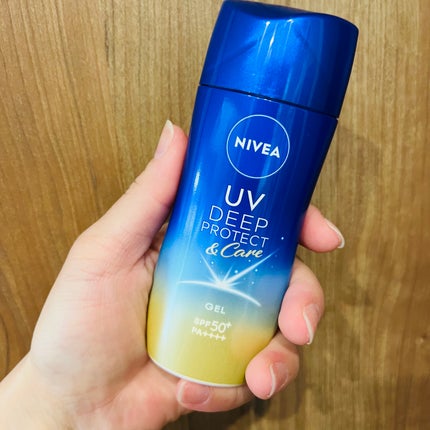 NIVEA
UV
DEEP
PROTECT
& Care
GEL
SPF50+
PA++++